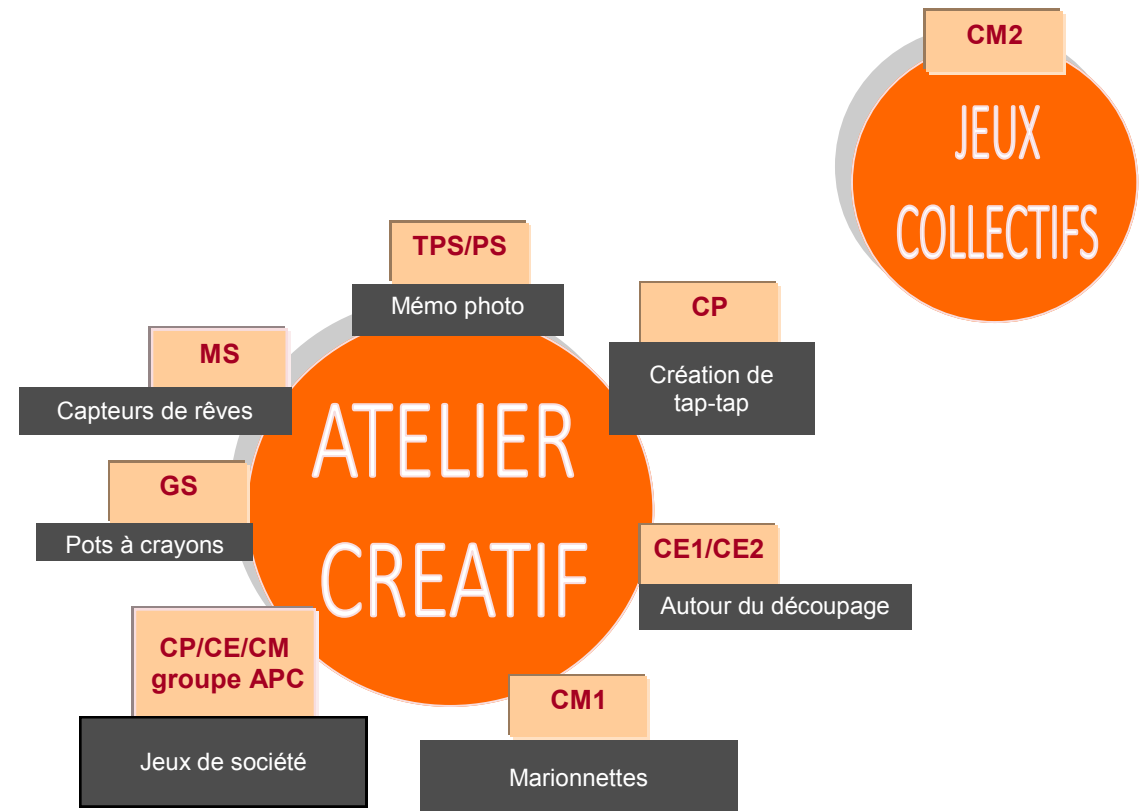 CM2
JEUX
COLLECTIFS
TPS/PS
Mémo photo
CP
Création de
tap-tap
MS
Capteurs de rêves
ATELIER
CREATIF
GS
Pots à crayons
CE1/CE2
Autour du découpage
CP/CE/CM
groupe APC
Jeux de société
CM1
Marionnettes